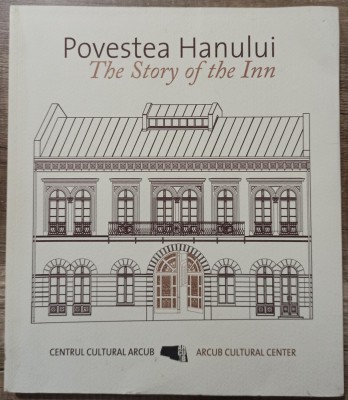 Povestea Hanului
The Story of the Inn
CENTRUL CULTURAL ARCUB ARCUB CULTURAL CENTER